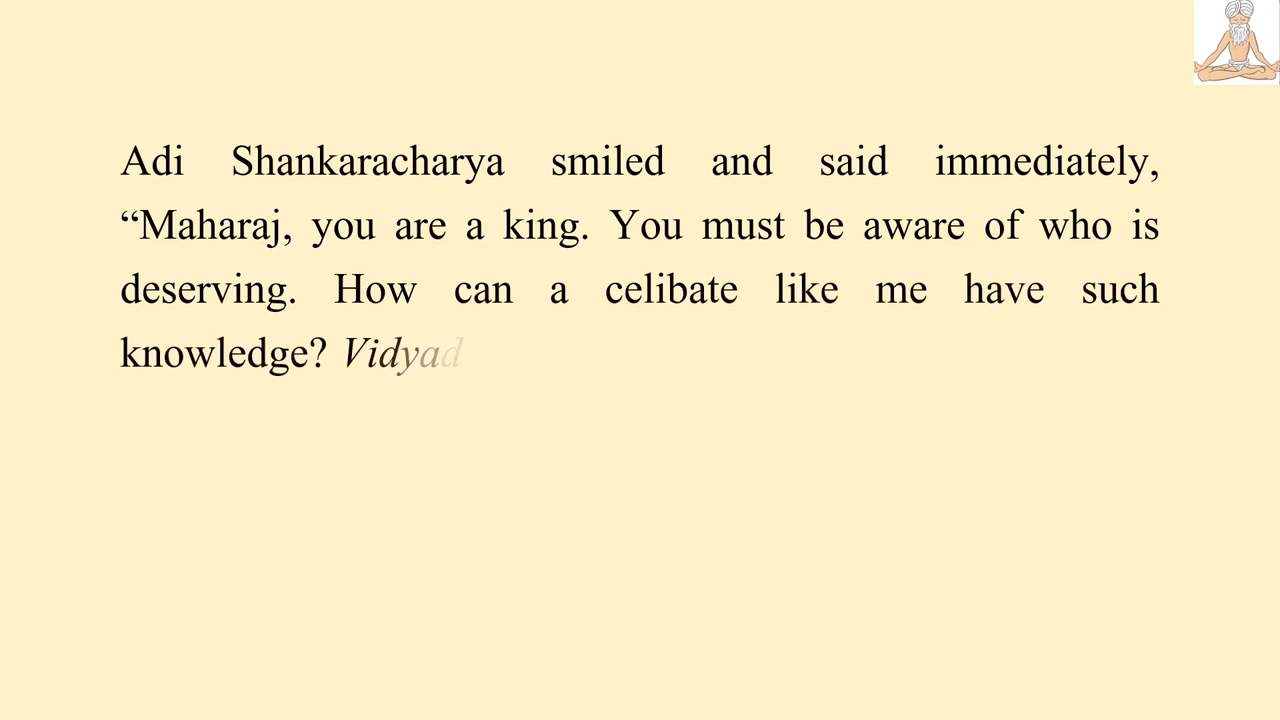 Adi Shankaracharya smiled and said immediately,
“Maharaj, you are a king. You must be aware of who is
deserving. How can a celibate like me have such
knowledge? Vidyad